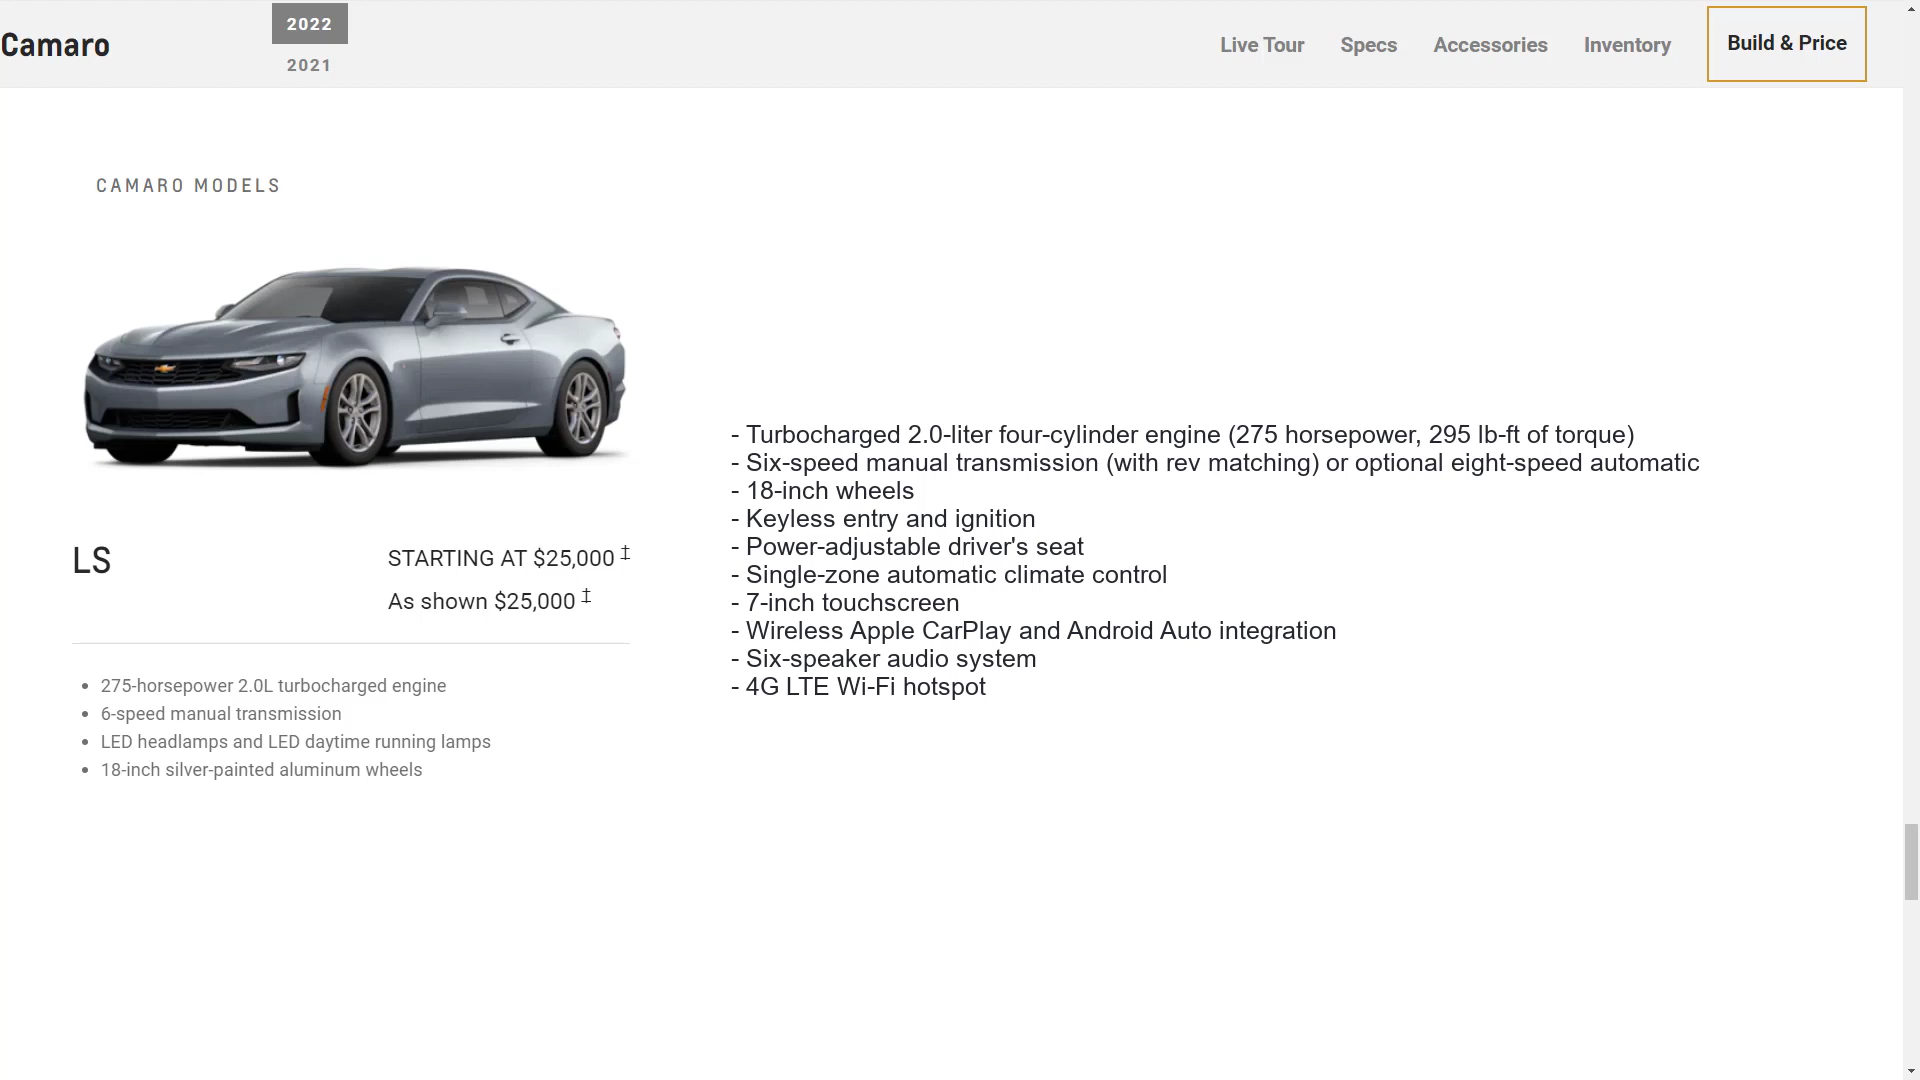 Camaro
2022
2021
Live Tour
Specs
Accessories
Inventory
Build & Price
CAMARO MODELS
LS
STARTING AT $25,000 ‡
As shown $25,000 ‡
• 275-horsepower 2.0L turbocharged engine
• 6-speed manual transmission
• LED headlamps and LED daytime running lamps
• 18-inch silver-painted aluminum wheels
- Turbocharged 2.0-liter four-cylinder engine (275 horsepower, 295 lb-ft of torque)
- Six-speed manual transmission (with rev matching) or optional eight-speed automatic
- 18-inch wheels
- Keyless entry and ignition
- Power-adjustable driver's seat
- Single-zone automatic climate control
- 7-inch touchscreen
- Wireless Apple CarPlay and Android Auto integration
- Six-speaker audio system
- 4G LTE Wi-Fi hotspot